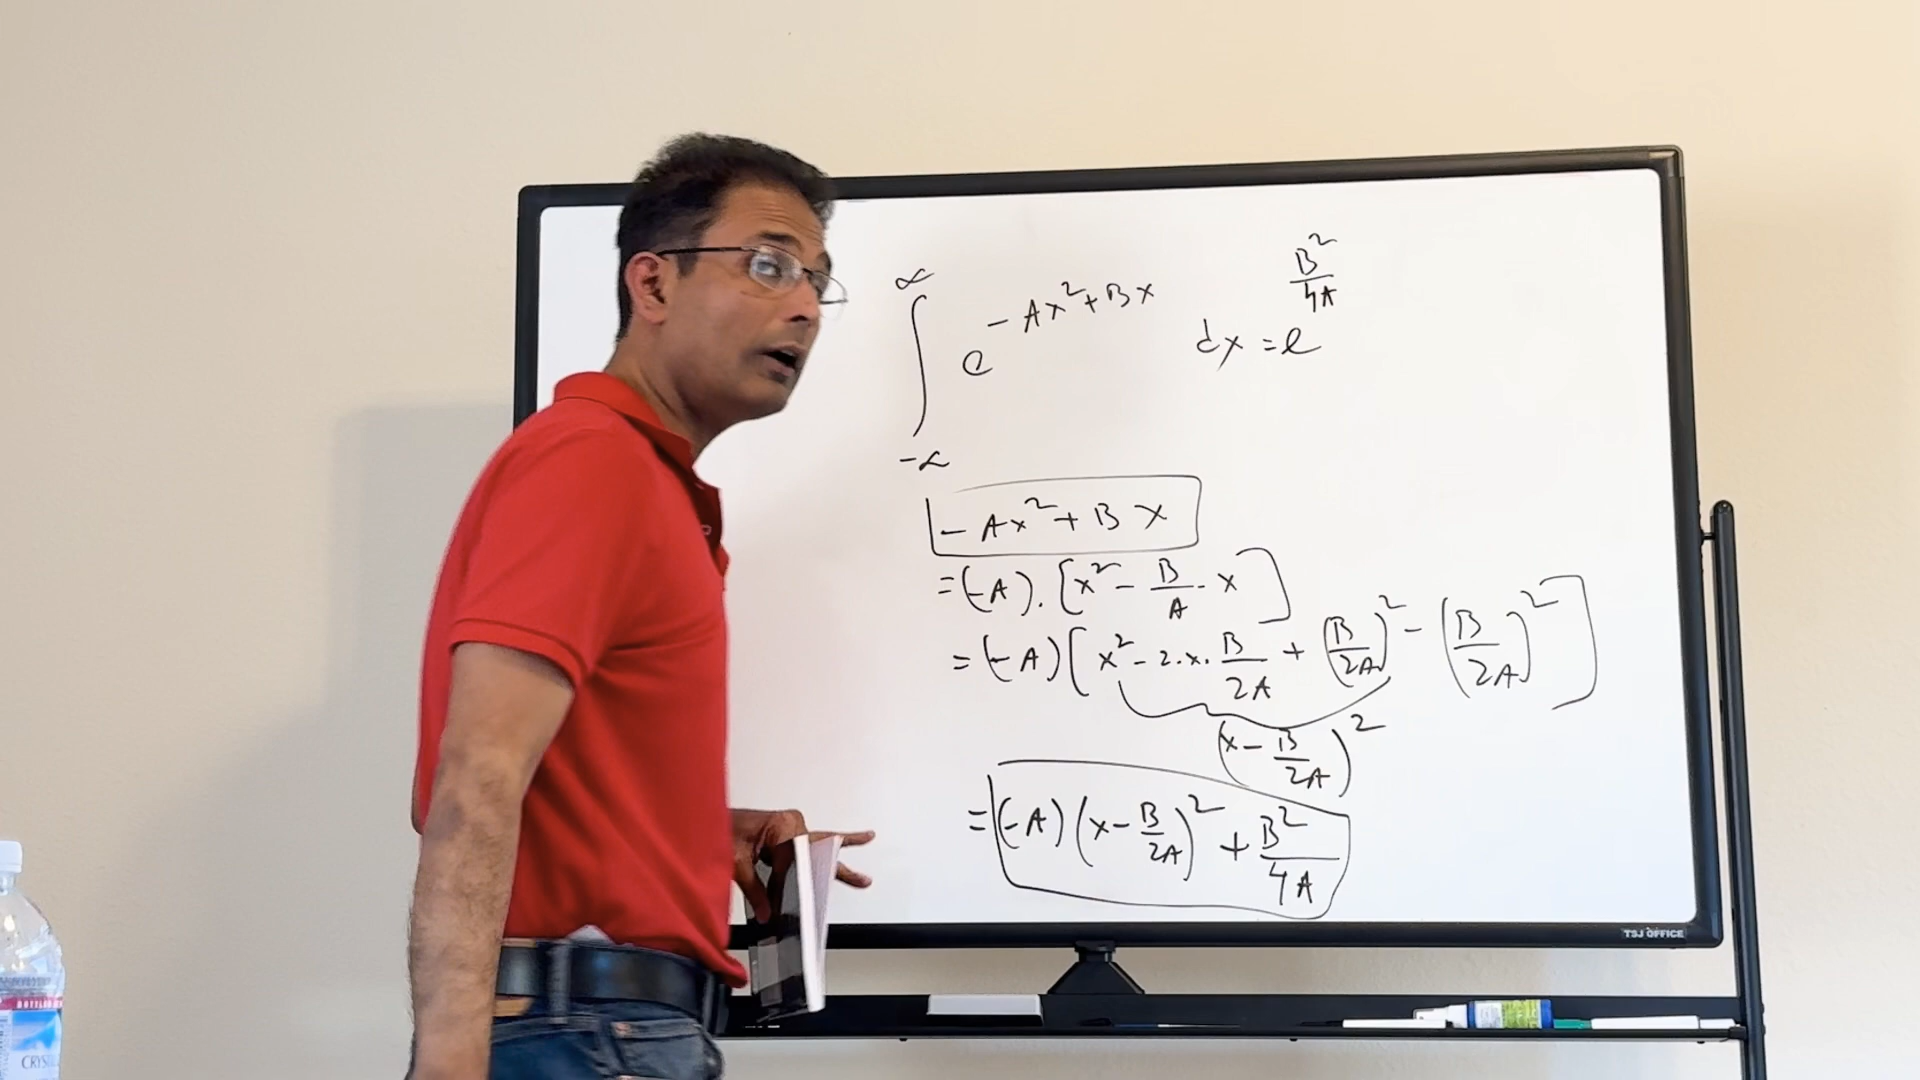 ∫_{-∞}^{∞} e^{-Ax²+Bx} dx = e^{B²/4A}
-Ax²+Bx
=(-A).[x²-B/A·x]
=(-A)[x²-2.x.B/2A+(B/2A)²-(B/2A)²]
(x-B/2A)²
=(-A)(x-B/2A)²+B²/4A
TSJ OFFICE
CRYS